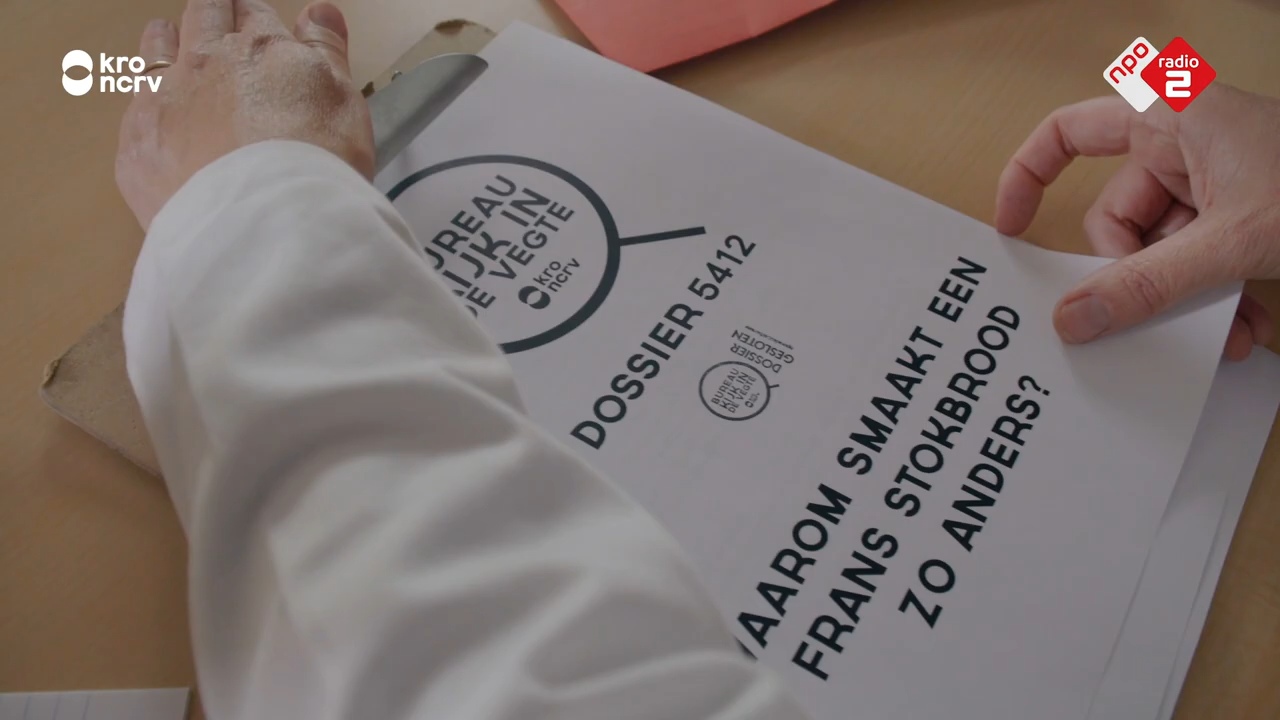 kro
ncrv
npo
radio
2
BUREAU
KIJK IN
DE VEGTE
kro
ncrv
DOSSIER 5412
BUREAU
KIJK IN
DE VEGTE
DOSSIER
GESLOTEN
WAAROM SMAAKT EEN
FRANS STOKBROOD
ZO ANDERS?